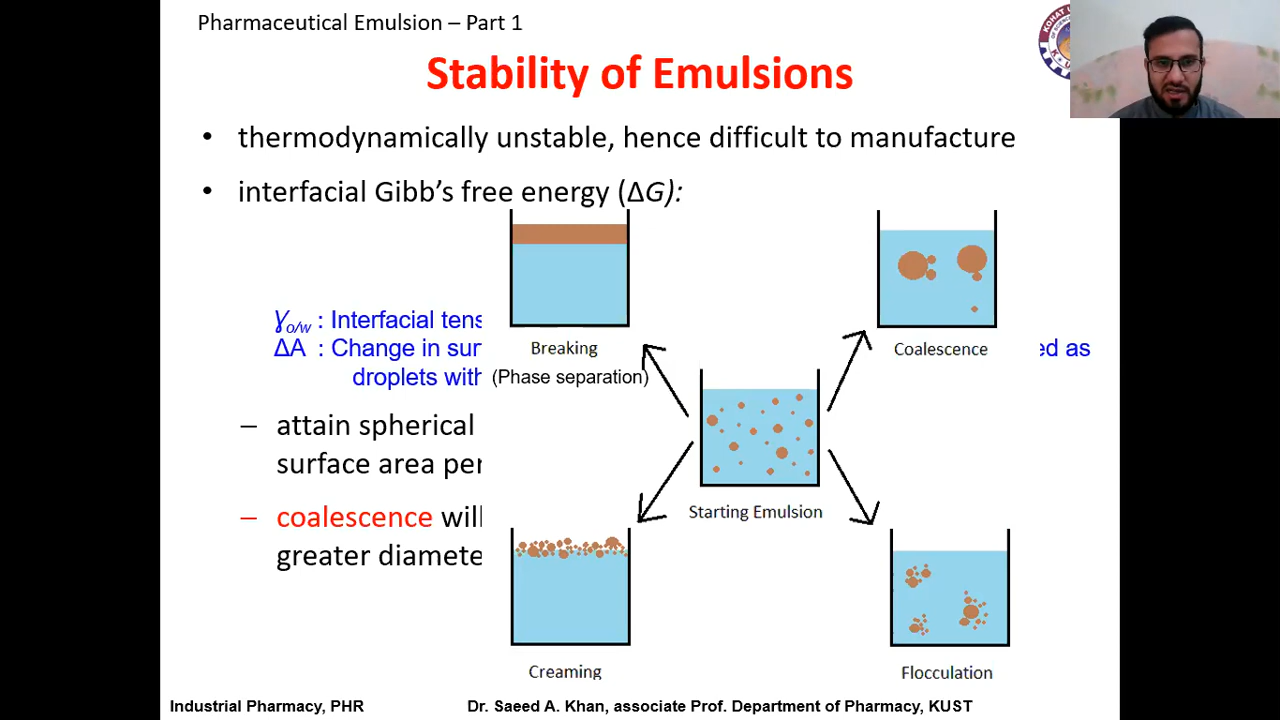 Pharmaceutical Emulsion – Part 1
KOHAT U
Stability of Emulsions
• thermodynamically unstable, hence difficult to manufacture
• interfacial Gibb's free energy (ΔG):
ɣo/w : Interfacial tens
ΔA : Change in sur
ed as
droplets with
– attain spherical
surface area per
– coalescence will
greater diamete
Breaking
(Phase separation)
Coalescence
Starting Emulsion
Creaming
Flocculation
Industrial Pharmacy, PHR
Dr. Saeed A. Khan, associate Prof. Department of Pharmacy, KUST